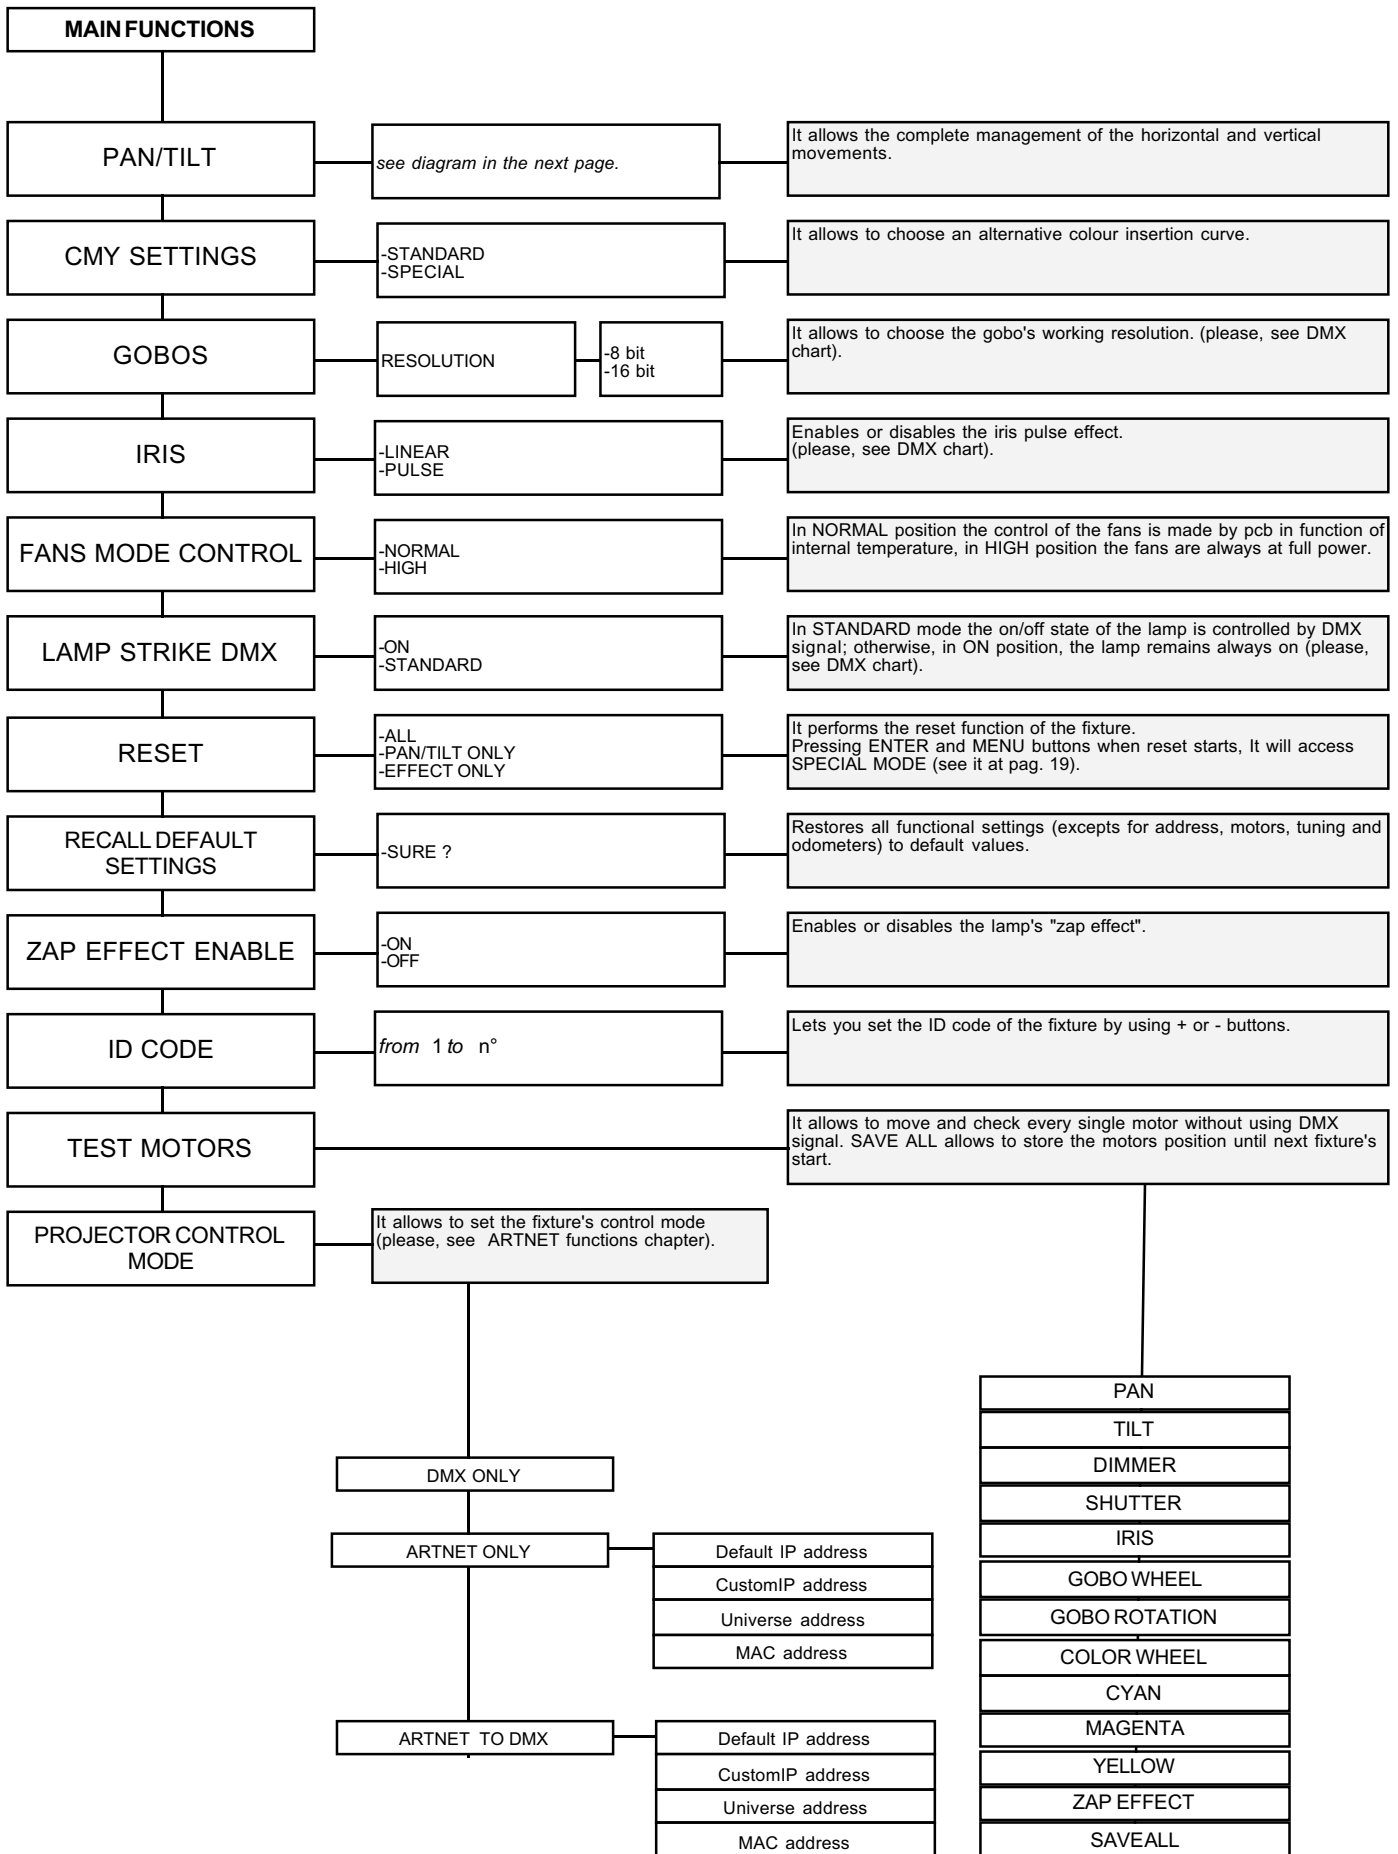 MAIN FUNCTIONS
PAN/TILT
see diagram in the next page.
It allows the complete management of the horizontal and vertical
movements.
CMY SETTINGS
-STANDARD
-SPECIAL
It allows to choose an alternative colour insertion curve.
GOBOS
RESOLUTION
-8 bit
-16 bit
It allows to choose the gobo's working resolution. (please, see DMX
chart).
IRIS
-LINEAR
-PULSE
Enables or disables the iris pulse effect.
(please, see DMX chart).
FANS MODE CONTROL
-NORMAL
-HIGH
In NORMAL position the control of the fans is made by pcb in function of
internal temperature, in HIGH position the fans are always at full power.
LAMP STRIKE DMX
-ON
-STANDARD
In STANDARD mode the on/off state of the lamp is controlled by DMX
signal; otherwise, in ON position, the lamp remains always on (please,
see DMX chart).
RESET
-ALL
-PAN/TILT ONLY
-EFFECT ONLY
It performs the reset function of the fixture.
Pressing ENTER and MENU buttons when reset starts, It will access
SPECIAL MODE (see it at pag. 19).
RECALL DEFAULT
SETTINGS
-SURE ?
Restores all functional settings (excepts for address, motors, tuning and
odometers) to default values.
ZAP EFFECT ENABLE
-ON
-OFF
Enables or disables the lamp's "zap effect".
ID CODE
from 1 to n°
Lets you set the ID code of the fixture by using + or - buttons.
TEST MOTORS
It allows to move and check every single motor without using DMX
signal. SAVE ALL allows to store the motors position until next fixture's
start.
PROJECTOR CONTROL
MODE
It allows to set the fixture's control mode
(please, see ARTNET functions chapter).
DMX ONLY
ARTNET ONLY
Default IP address
CustomIP address
Universe address
MAC address
ARTNET TO DMX
Default IP address
CustomIP address
Universe address
MAC address
PAN
TILT
DIMMER
SHUTTER
IRIS
GOBO WHEEL
GOBO ROTATION
COLOR WHEEL
CYAN
MAGENTA
YELLOW
ZAP EFFECT
SAVEALL